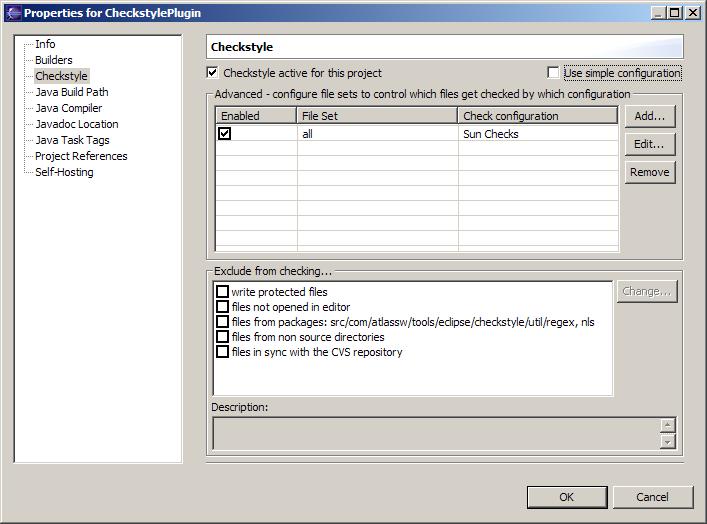 Properties for CheckstylePlugin
Info
Builders
Checkstyle
Java Build Path
Java Compiler
Javadoc Location
Java Task Tags
Project References
Self-Hosting
Checkstyle
Checkstyle active for this project
Use simple configuration
Advanced - configure file sets to control which files get checked by which configuration
Enabled File Set Check configuration
all Sun Checks
Add...
Edit...
Remove
Exclude from checking...
write protected files
files not opened in editor
files from packages: src/com/atlassw/tools/eclipse/checkstyle/util/regex, nls
files from non source directories
files in sync with the CVS repository
Change...
Description:
OK
Cancel